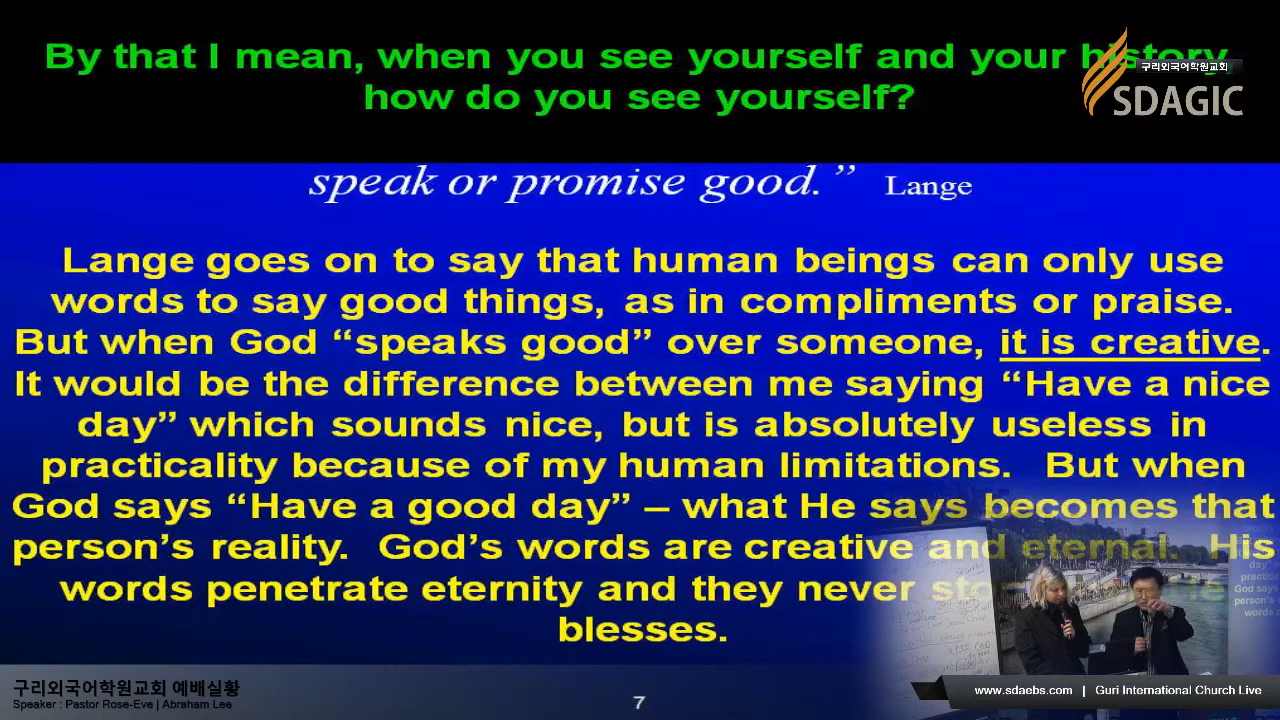 By that I mean, when you see yourself and your history,
how do you see yourself?
구리외국어학원교회
SDAGIC
speak or promise good.” Lange
Lange goes on to say that human beings can only use
words to say good things, as in compliments or praise.
But when God “speaks good” over someone, it is creative.
It would be the difference between me saying “Have a nice
day” which sounds nice, but is absolutely useless in
practicality because of my human limitations. But when
God says “Have a good day” – what He says becomes that
person’s reality. God’s words are creative and eternal. His
words penetrate eternity and they never
blesses.
구리외국어학원교회 예배실황
Speaker : Pastor Rose-Eve | Abraham Lee
7
www.sdaebs.com | Guri International Church Live